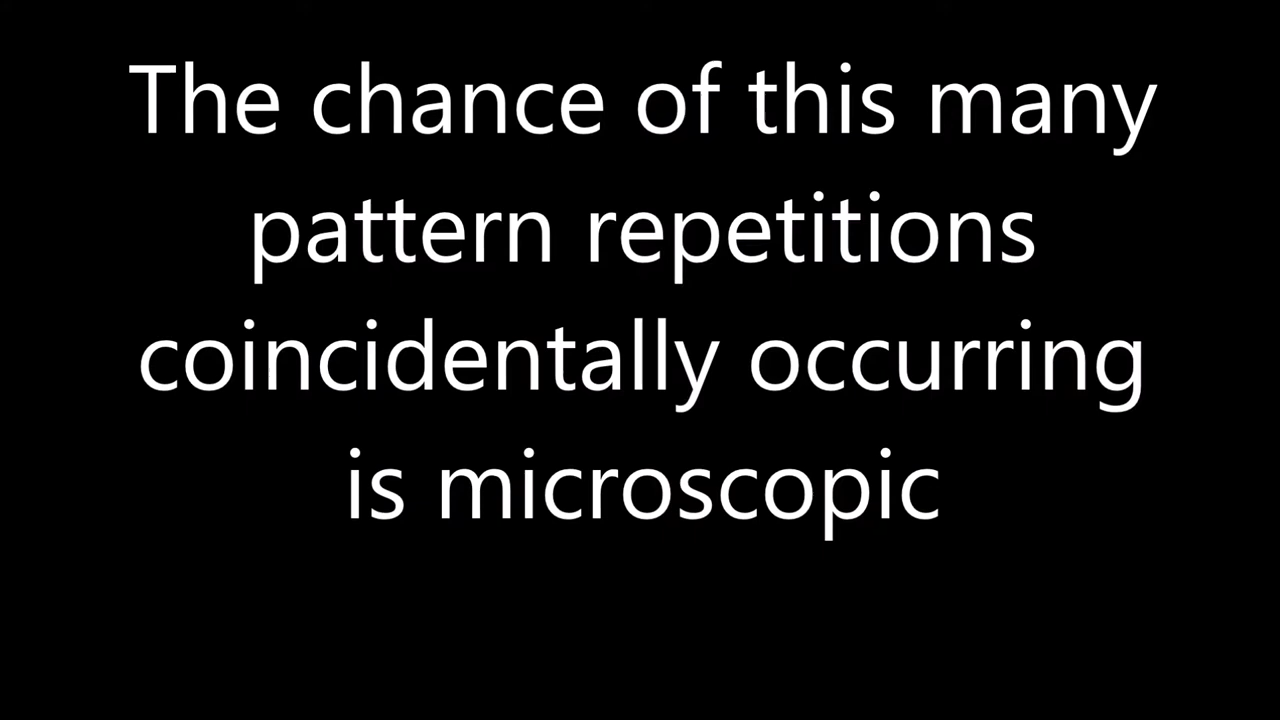 The chance of this many
pattern repetitions
coincidentally occurring
is microscopic